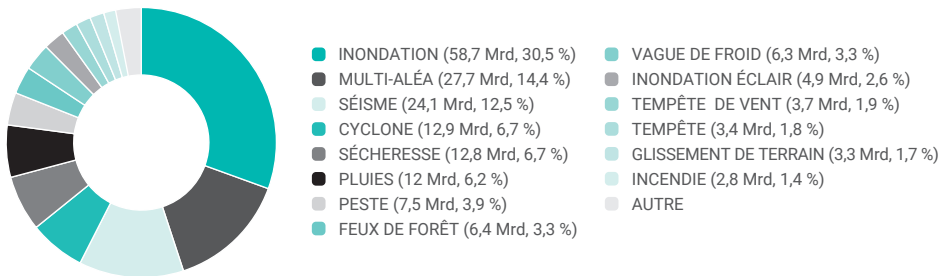 INONDATION (58,7 Mrd, 30,5 %)
MULTI-ALÉA (27,7 Mrd, 14,4 %)
SÉISME (24,1 Mrd, 12,5 %)
CYCLONE (12,9 Mrd, 6,7 %)
SÉCHERESSE (12,8 Mrd, 6,7 %)
PLUIES (12 Mrd, 6,2 %)
PESTE (7,5 Mrd, 3,9 %)
FEUX DE FORÊT (6,4 Mrd, 3,3 %)
VAGUE DE FROID (6,3 Mrd, 3,3 %)
INONDATION ÉCLAIR (4,9 Mrd, 2,6 %)
TEMPÊTE DE VENT (3,7 Mrd, 1,9 %)
TEMPÊTE (3,4 Mrd, 1,8 %)
GLISSEMENT DE TERRAIN (3,3 Mrd, 1,7 %)
INCENDIE (2,8 Mrd, 1,4 %)
AUTRE